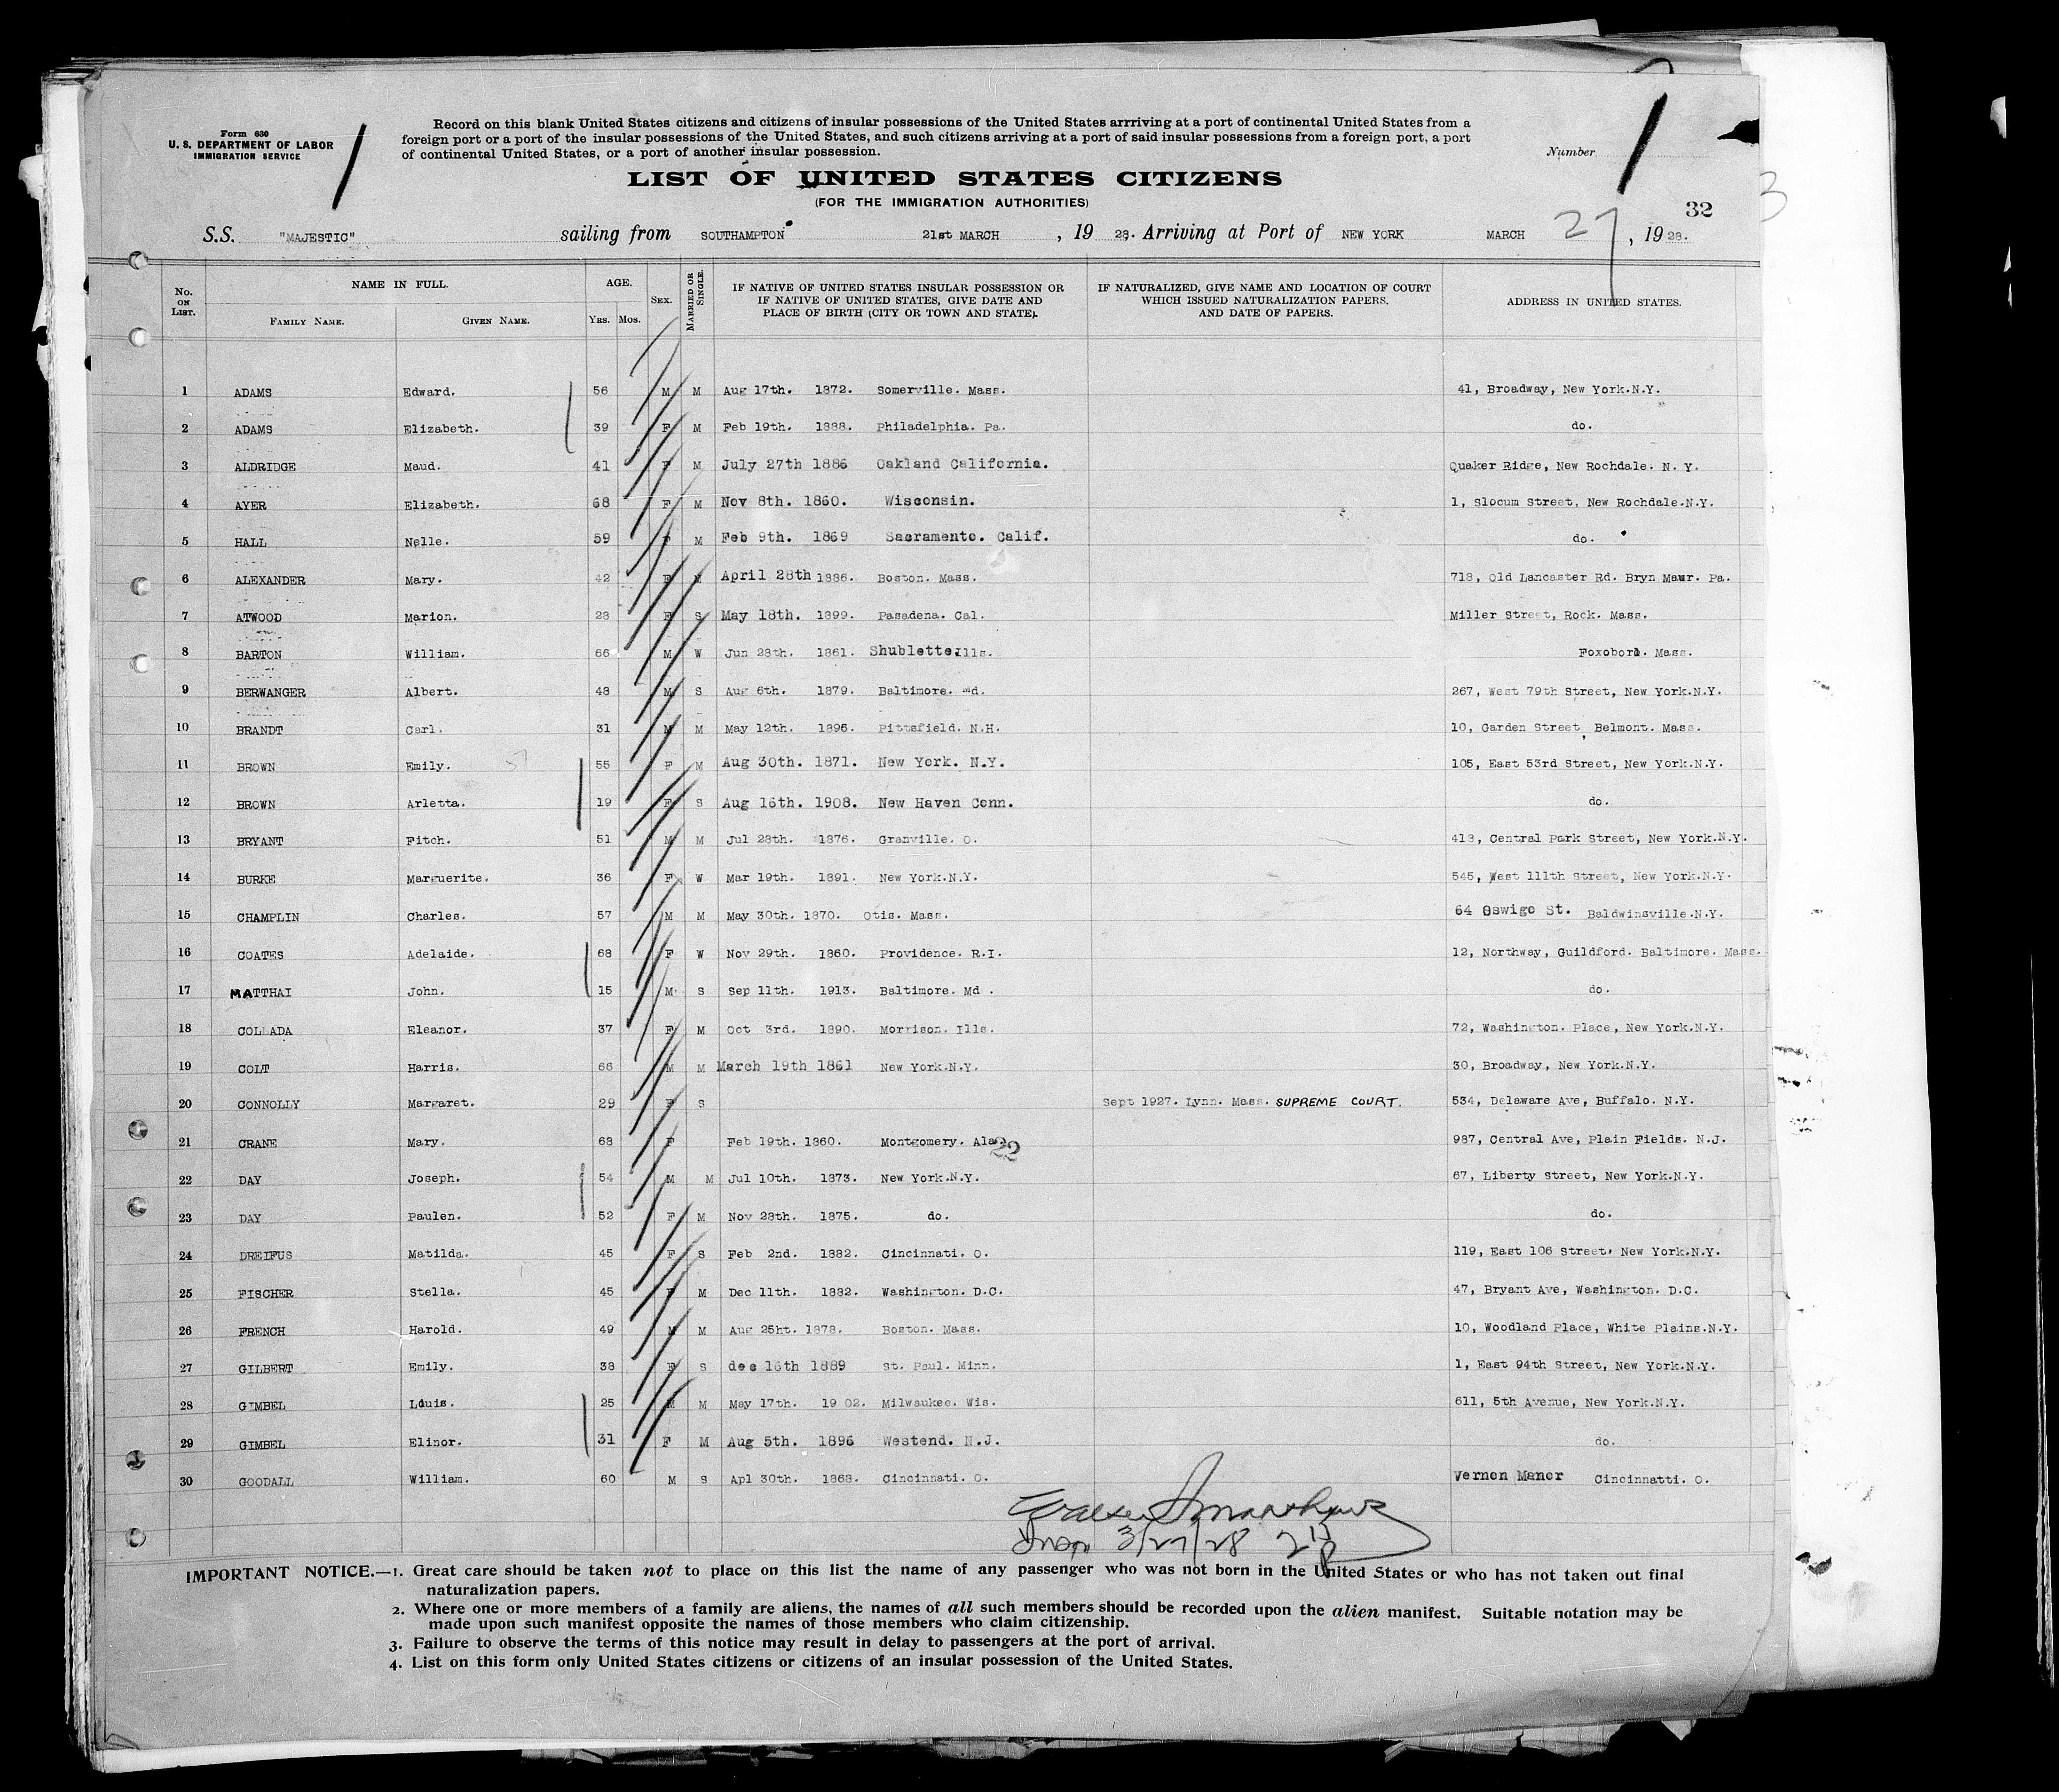 Form 630
U. S. DEPARTMENT OF LABOR
IMMIGRATION SERVICE
Record on this blank United States citizens and citizens of insular possessions of the United States arrriving at a port of continental United States from a
foreign port or a port of the insular possessions of the United States, and such citizens arriving at a port of said insular possessions from a foreign port, a port
of continental United States, or a port of another insular possession.
Number
LIST OF UNITED STATES CITIZENS
(FOR THE IMMIGRATION AUTHORITIES)
32
3
S.S. "MAJESTIC" sailing from SOUTHAMPTON 21st MARCH , 19 28. Arriving at Port of NEW YORK MARCH 27 , 19 28.
No. ON LIST. NAME IN FULL. FAMILY NAME. GIVEN NAME. AGE. YRS. MOS. SEX. MARRIED OR SINGLE. IF NATIVE OF UNITED STATES INSULAR POSSESSION OR IF NATIVE OF UNITED STATES, GIVE DATE AND PLACE OF BIRTH (CITY OR TOWN AND STATE). IF NATURALIZED, GIVE NAME AND LOCATION OF COURT WHICH ISSUED NATURALIZATION PAPERS, AND DATE OF PAPERS. ADDRESS IN UNITED STATES.
1 ADAMS Edward. 56 M M Aug 17th. 1872. Somerville. Mass. 41, Broadway, New York.N.Y.
2 ADAMS Elizabeth. 39 F M Feb 19th. 1888. Philadelphia. Pa. do.
3 ALDRIDGE Maud. 41 F M July 27th 1886 Oakland California. Quaker Ridge, New Rochdale. N. Y.
4 AYER Elizabeth. 68 F M Nov 8th. 1860. Wisconsin. 1, Slocum Street, New Rochdale.N.Y.
5 HALL Nelle. 59 F M Feb 9th. 1869 Sacramento. Calif. do.
6 ALEXANDER Mary. 42 F M April 28th 1886. Boston. Mass. 718, Old Lancaster Rd. Bryn Mawr. Pa.
7 ATWOOD Marion. 28 F S May 18th. 1899. Pasadena. Cal. Miller Street, Rock. Mass.
8 BARTON William. 66 M W Jun 28th. 1861. Shublette.Ills. Foxoboro. Mass.
9 BERWANGER Albert. 48 M S Aug 6th. 1879. Baltimore. Md. 267, West 79th Street, New York.N.Y.
10 BRANDT Carl. 31 M M May 12th. 1896. Pittsfield. N.H. 10, Garden Street, Belmont. Mass.
11 BROWN Emily. 57 55 F M Aug 30th. 1871. New York. N.Y. 105, East 53rd Street, New York.N.Y.
12 BROWN Arletta. 19 F S Aug 16th. 1908. New Haven Conn. do.
13 BRYANT Fitch. 51 M M Jul 28th. 1876. Granville. O. 413, Central Park Street, New York.N.Y.
14 BURKE Marguerite. 36 F W Mar 19th. 1891. New York.N.Y. 545, West 111th Street, New York.N.Y.
15 CHAMPLIN Charles. 57 M M May 30th. 1870. Otis. Mass. 64 Oswigo St. Baldwinsville.N.Y.
16 COATES Adelaide. 68 F W Nov 29th. 1860. Providence. R.I. 12, Northway, Guildford. Baltimore. Mass.
17 MATTHAI John. 15 M S Sep 11th. 1913. Baltimore. Md . do.
18 COLLADA Eleanor. 37 F M Oct 3rd. 1890. Morrison. Ills. 72, Washington. Place, New York.N.Y.
19 COLT Harris. 66 M M March 19th 1861 New York.N.Y. 30, Broadway, New York.N.Y.
20 CONNOLLY Margaret. 29 F S Sept 1927. Lynn. Mass. SUPREME COURT. 534, Delaware Ave, Buffalo. N.Y.
21 CRANE Mary. 68 F Feb 19th. 1860. Montgomery. Ala. 22 987, Central Ave, Plain Fields. N.J.
22 DAY Joseph. 54 M M Jul 10th. 1873. New York.N.Y. 67, Liberty Street, New York.N.Y.
23 DAY Paulen. 52 F M Nov 28th. 1875. do. do.
24 DREIFUS Matilda. 45 F S Feb 2nd. 1882. Cincinnati. O. 119, East 106 Street, New York.N.Y.
25 FISCHER Stella. 45 F M Dec 11th. 1882. Washington. D.C. 47, Bryant Ave, Washington. D.C.
26 FRENCH Harold. 49 M M Aug 25ht. 1878. Boston. Mass. 10, Woodland Place, White Plains.N.Y.
27 GILBERT Emily. 38 F S dec 16th 1889 St. Paul. Minn. 1, East 94th Street, New York.N.Y.
28 GIMBEL Louis. 25 M M May 17th. 19 02. Milwaukee. Wis. 611, 5th Avenue, New York.N.Y.
29 GIMBEL Elinor. 31 F M Aug 5th. 1896 Westend. N.J. do.
30 GOODALL William. 60 M S Apl 30th. 1868. Cincinnati. O. Vernon Manor Cincinnatti. O.
3/27/28
IMPORTANT NOTICE.—1. Great care should be taken not to place on this list the name of any passenger who was not born in the United States or who has not taken out final
naturalization papers.
2. Where one or more members of a family are aliens, the names of all such members should be recorded upon the alien manifest. Suitable notation may be
made upon such manifest opposite the names of those members who claim citizenship.
3. Failure to observe the terms of this notice may result in delay to passengers at the port of arrival.
4. List on this form only United States citizens or citizens of an insular possession of the United States.